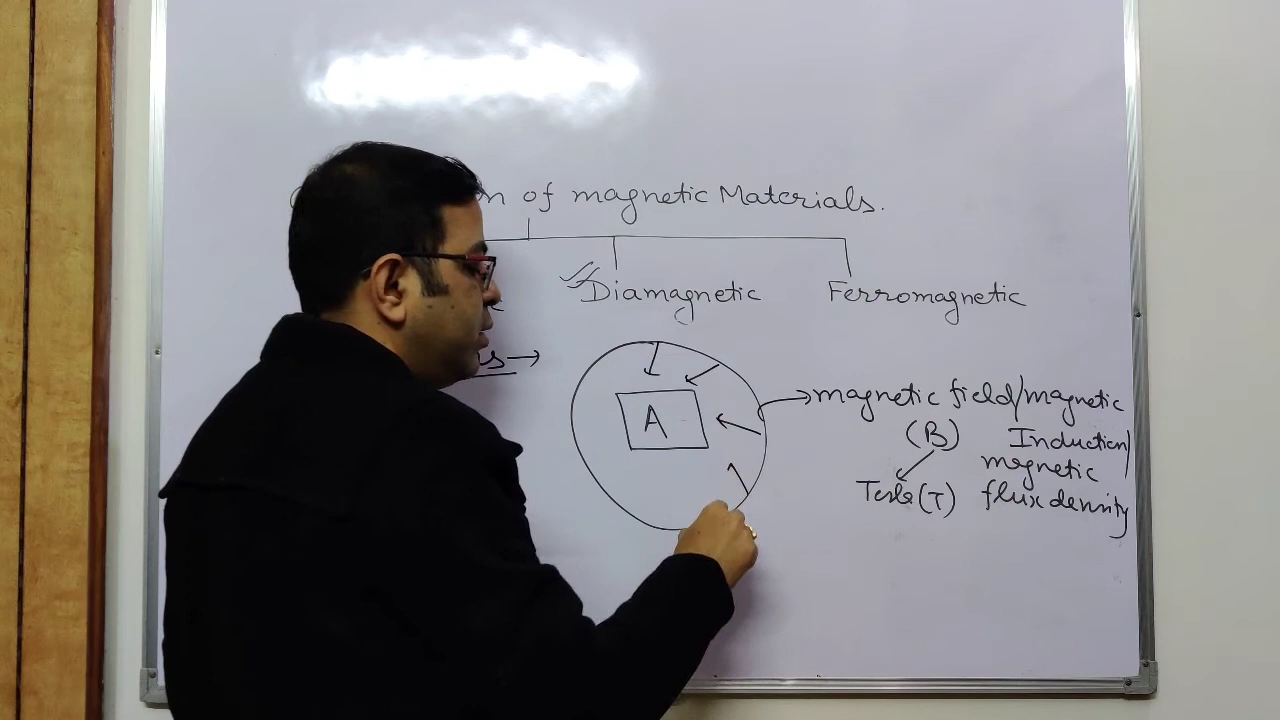 of magnetic Materials.
Diamagnetic Ferromagnetic
A
magnetic field/magnetic
(B) Induction/
magnetic
Tesla (T) flux density